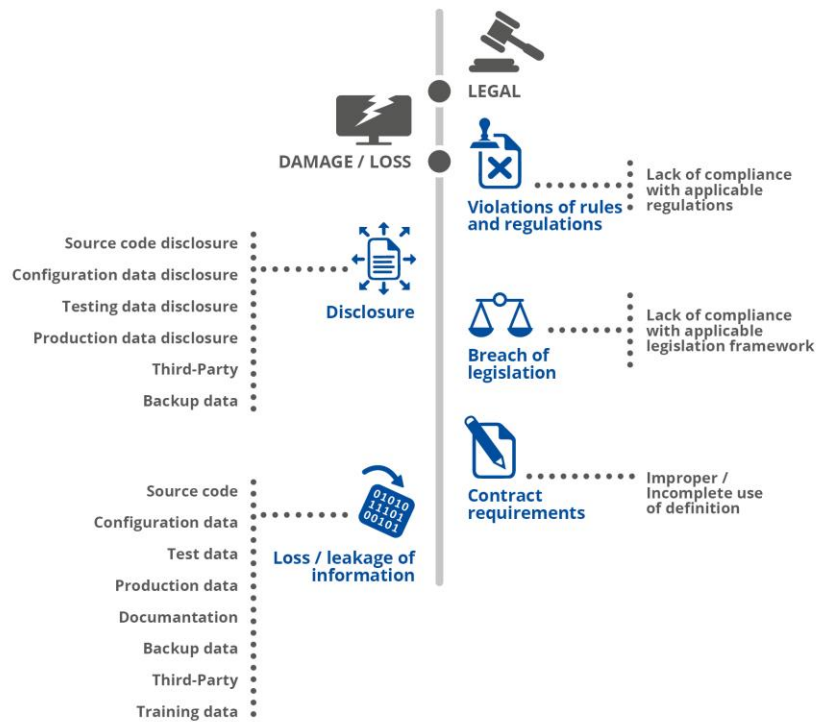 LEGAL
DAMAGE / LOSS
Violations of rules
and regulations
Lack of compliance
with applicable
regulations
Source code disclosure
Configuration data disclosure
Testing data disclosure
Production data disclosure
Third-Party
Backup data
Disclosure
Breach of
legislation
Lack of compliance
with applicable
legislation framework
Contract
requirements
Improper /
Incomplete use
of definition
Source code
Configuration data
Test data
Production data
Documantation
Backup data
Third-Party
Training data
01010
11101
00101
Loss / leakage of
information